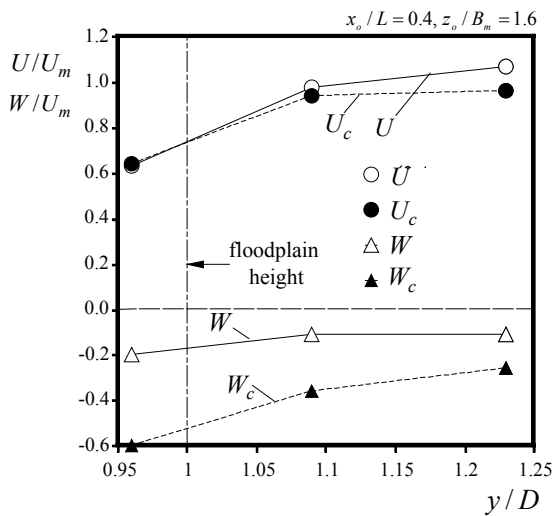 x_o/L = 0.4, z_o/B_m = 1.6
U/U_m
W/U_m
1.2
1.0
0.8
0.6
0.4
0.2
0.0
-0.2
-0.4
-0.6
U_c
U
U
U_c
W
W_c
floodplain
height
W
W_c
0.95
1
1.05
1.1
1.15
1.2
1.25
y/D